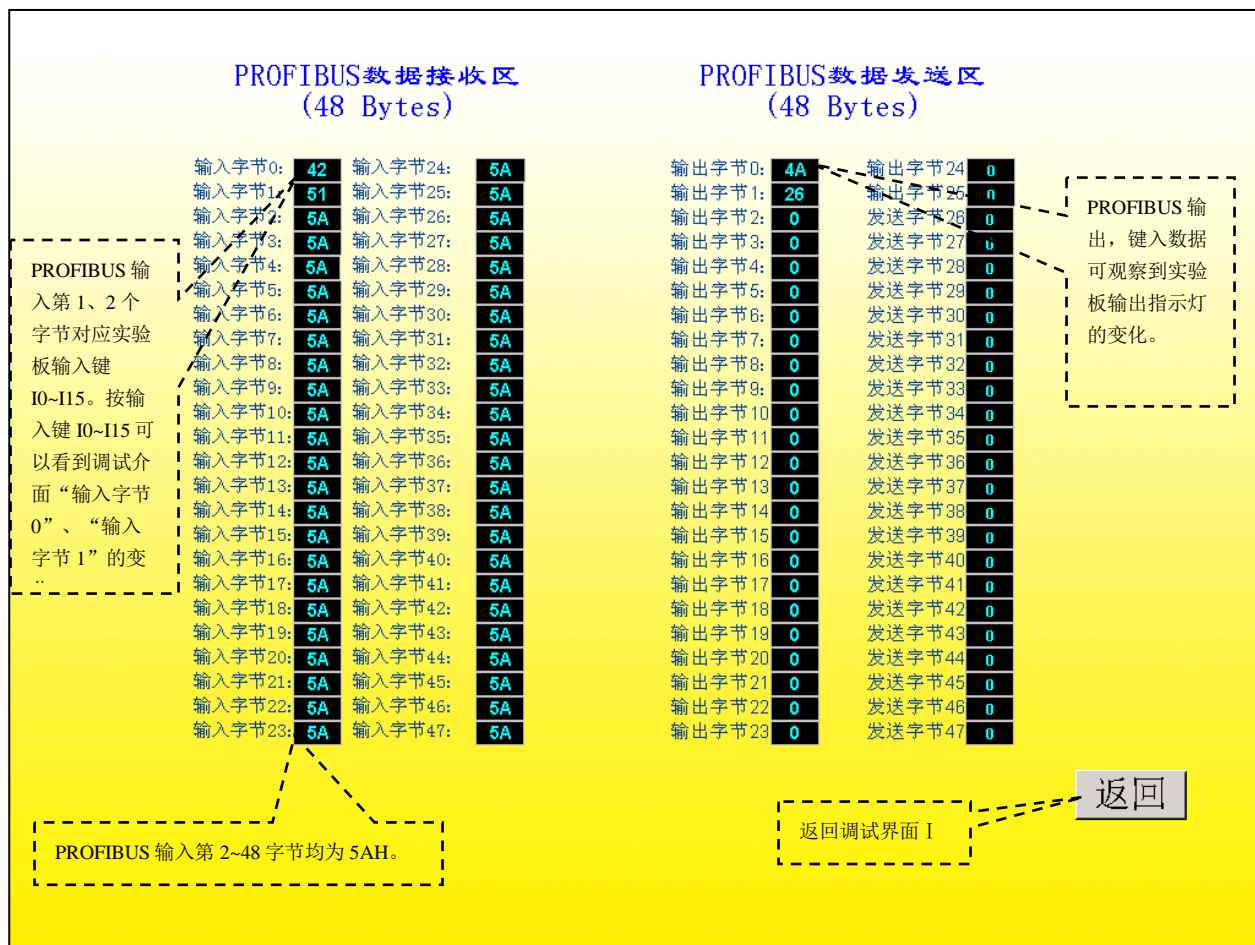 PROFIBUS数据接收区
(48 Bytes)
PROFIBUS数据发送区
(48 Bytes)
输入字节0: 42 输入字节24: 5A
输入字节1: 51 输入字节25: 5A
输入字节2: 5A 输入字节26: 5A
输入字节3: 5A 输入字节27: 5A
输入字节4: 5A 输入字节28: 5A
输入字节5: 5A 输入字节29: 5A
输入字节6: 5A 输入字节30: 5A
输入字节7: 5A 输入字节31: 5A
输入字节8: 5A 输入字节32: 5A
输入字节9: 5A 输入字节33: 5A
输入字节10: 5A 输入字节34: 5A
输入字节11: 5A 输入字节35: 5A
输入字节12: 5A 输入字节36: 5A
输入字节13: 5A 输入字节37: 5A
输入字节14: 5A 输入字节38: 5A
输入字节15: 5A 输入字节39: 5A
输入字节16: 5A 输入字节40: 5A
输入字节17: 5A 输入字节41: 5A
输入字节18: 5A 输入字节42: 5A
输入字节19: 5A 输入字节43: 5A
输入字节20: 5A 输入字节44: 5A
输入字节21: 5A 输入字节45: 5A
输入字节22: 5A 输入字节46: 5A
输入字节23: 5A 输入字节47: 5A
输出字节0: 4A 输出字节24 0
输出字节1: 26 输出字节25 0
输出字节2: 0 发送字节26 0
输出字节3: 0 发送字节27 0
输出字节4: 0 发送字节28 0
输出字节5: 0 发送字节29 0
输出字节6: 0 发送字节30 0
输出字节7: 0 发送字节31 0
输出字节8: 0 发送字节32 0
输出字节9: 0 发送字节33 0
输出字节10 0 发送字节34 0
输出字节11 0 发送字节35 0
输出字节12 0 发送字节36 0
输出字节13 0 发送字节37 0
输出字节14 0 发送字节38 0
输出字节15 0 发送字节39 0
输出字节16 0 发送字节40 0
输出字节17 0 发送字节41 0
输出字节18 0 发送字节42 0
输出字节19 0 发送字节43 0
输出字节20 0 发送字节44 0
输出字节21 0 发送字节45 0
输出字节22 0 发送字节46 0
输出字节23 0 发送字节47 0
PROFIBUS 输
入第 1、2 个
字节对应实验
板输入键
I0~I15。按输
入键 I0~I15 可
以看到调试介
面“输入字节
0”、“输入
字节 1”的变
PROFIBUS 输
出，键入数据
可观察到实验
板输出指示灯
的变化。
返回
返回调试界面 I
PROFIBUS 输入第 2~48 字节均为 5AH。